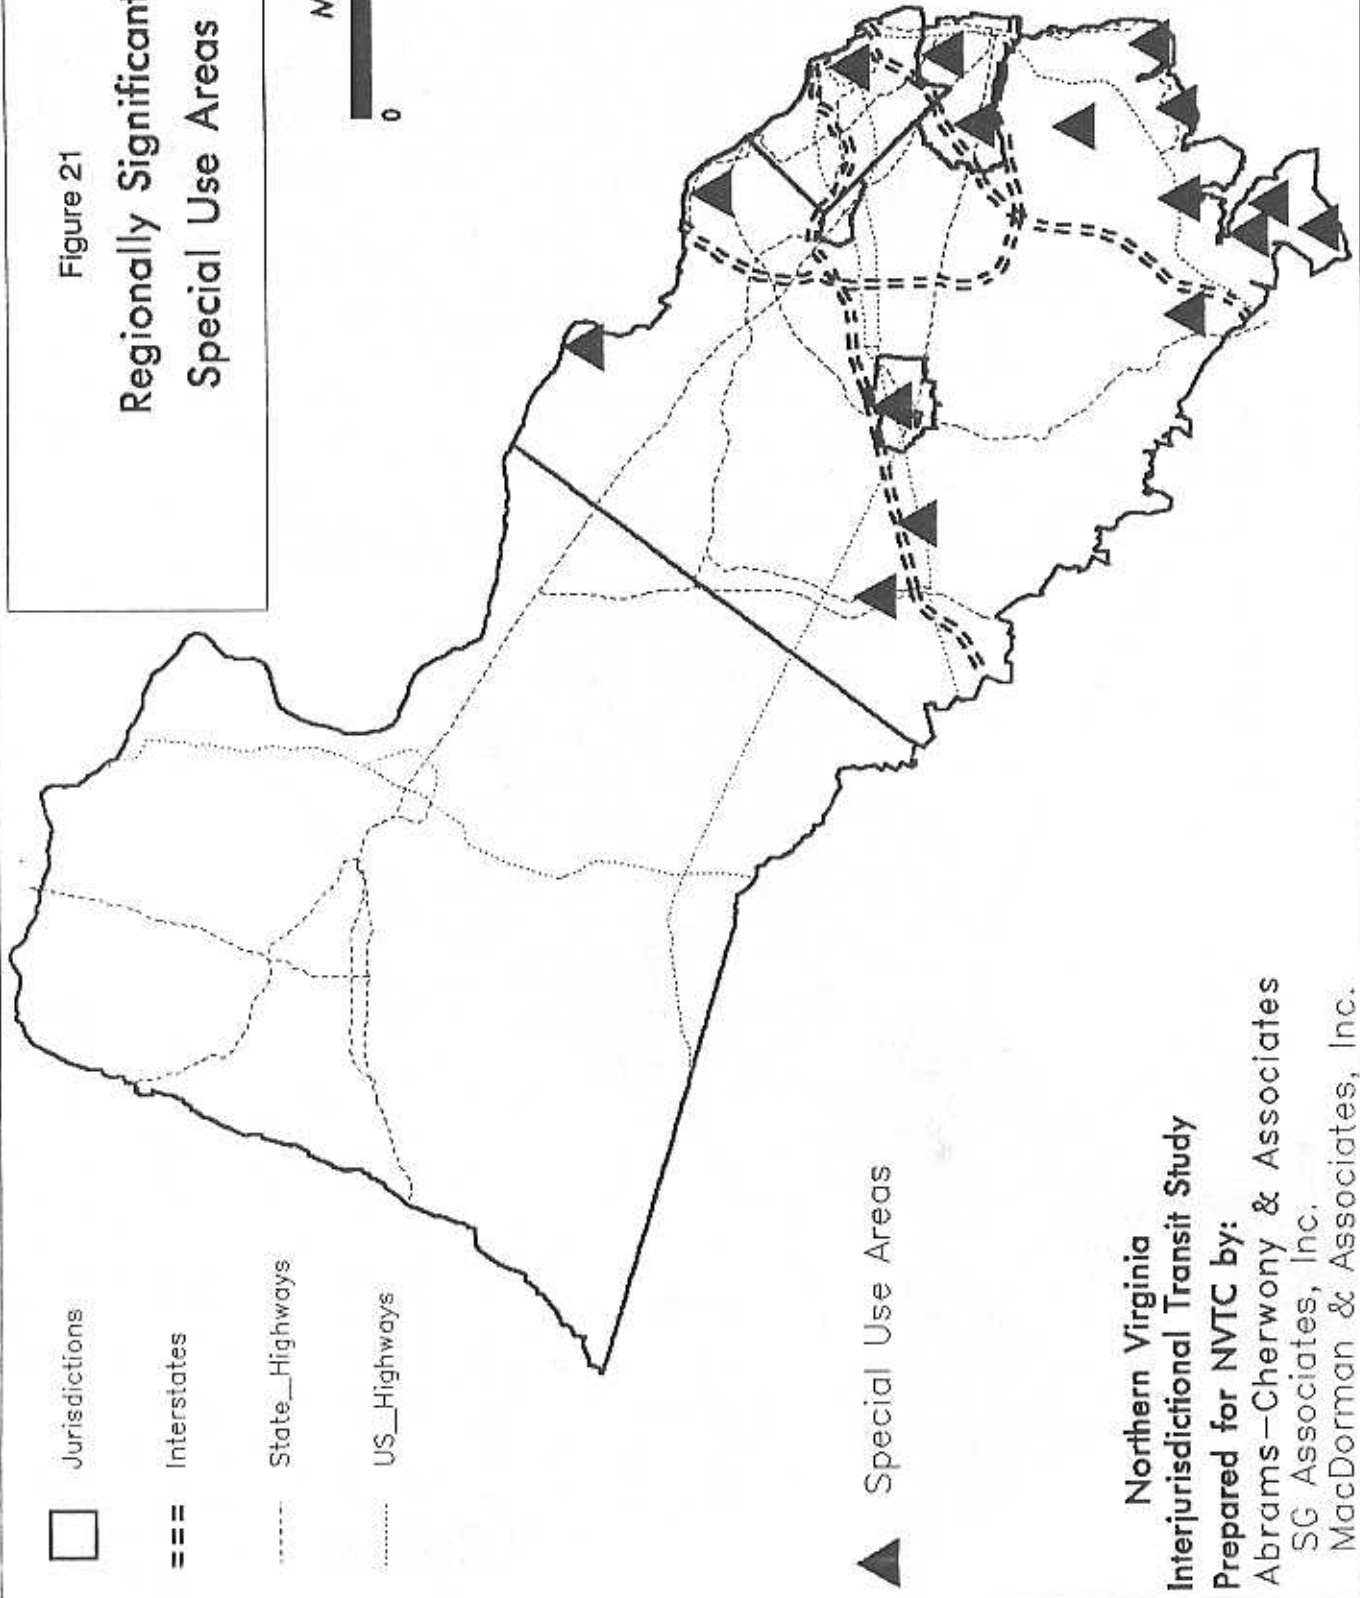 Figure 21
Regionally Significant
Special Use Areas
N
0
Jurisdictions
=== Interstates
State_Highways
US_Highways
Special Use Areas
Northern Virginia
Interjurisdictional Transit Study
Prepared for NVTC by:
Abrams-Cherwony & Associates
SG Associates, Inc.
MacDorman & Associates, Inc.